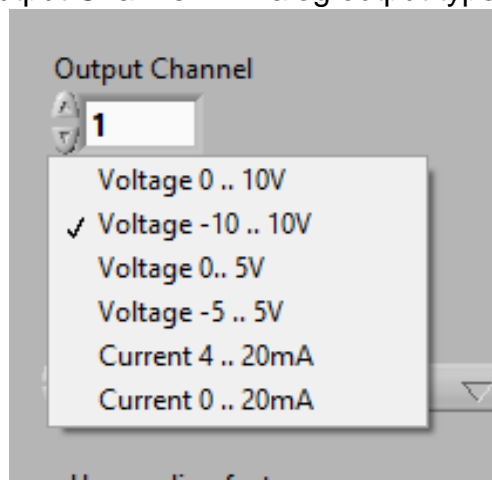 Output Channel
1
Voltage 0 .. 10V
✓ Voltage -10 .. 10V
Voltage 0.. 5V
Voltage -5 .. 5V
Current 4 .. 20mA
Current 0 .. 20mA